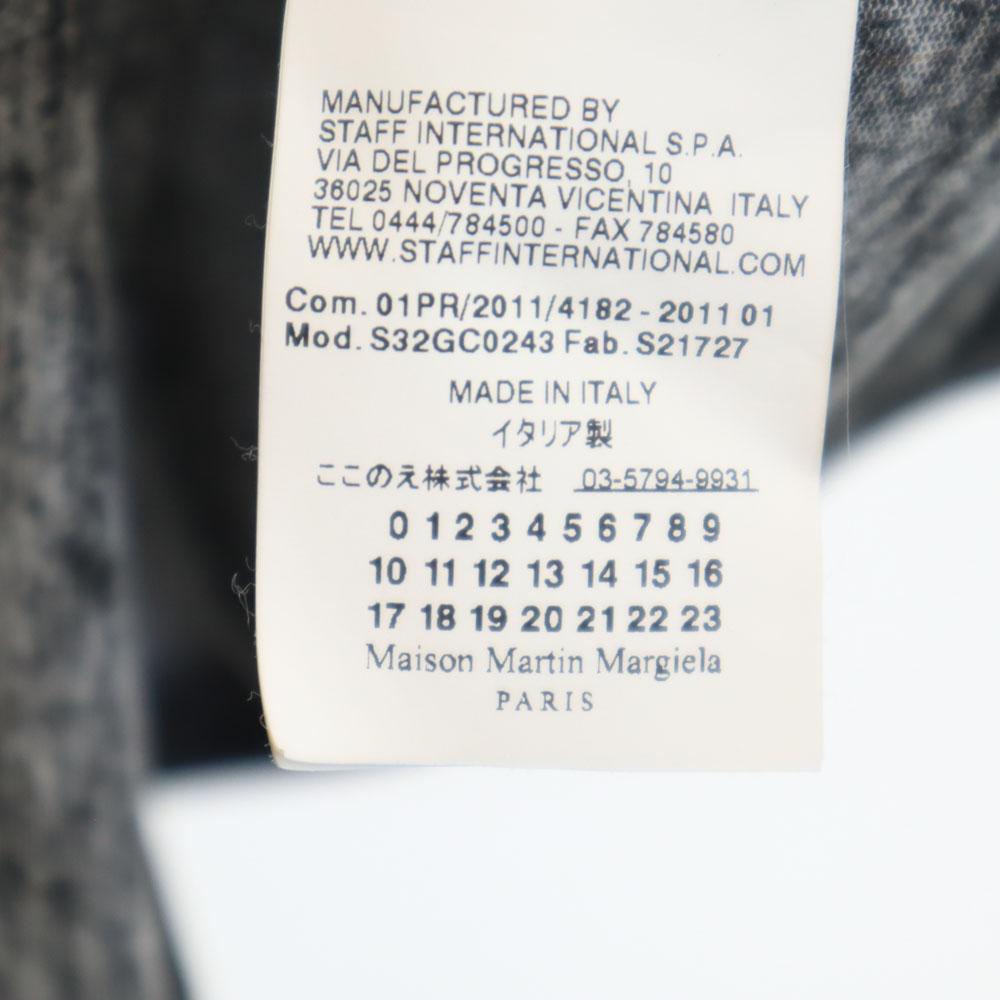 MANUFACTURED BY
STAFF INTERNATIONAL S.P.A.
VIA DEL PROGRESSO, 10
36025 NOVENTA VICENTINA ITALY
TEL 0444/784500 - FAX 784580
WWW.STAFFINTERNATIONAL.COM
Com. 01PR/2011/4182 - 2011 01
Mod. S32GC0243 Fab. S21727
MADE IN ITALY
イタリア製
ここのえ株式会社 03-5794-9931
0 1 2 3 4 5 6 7 8 9
10 11 12 13 14 15 16
17 18 19 20 21 22 23
Maison Martin Margiela
PARIS